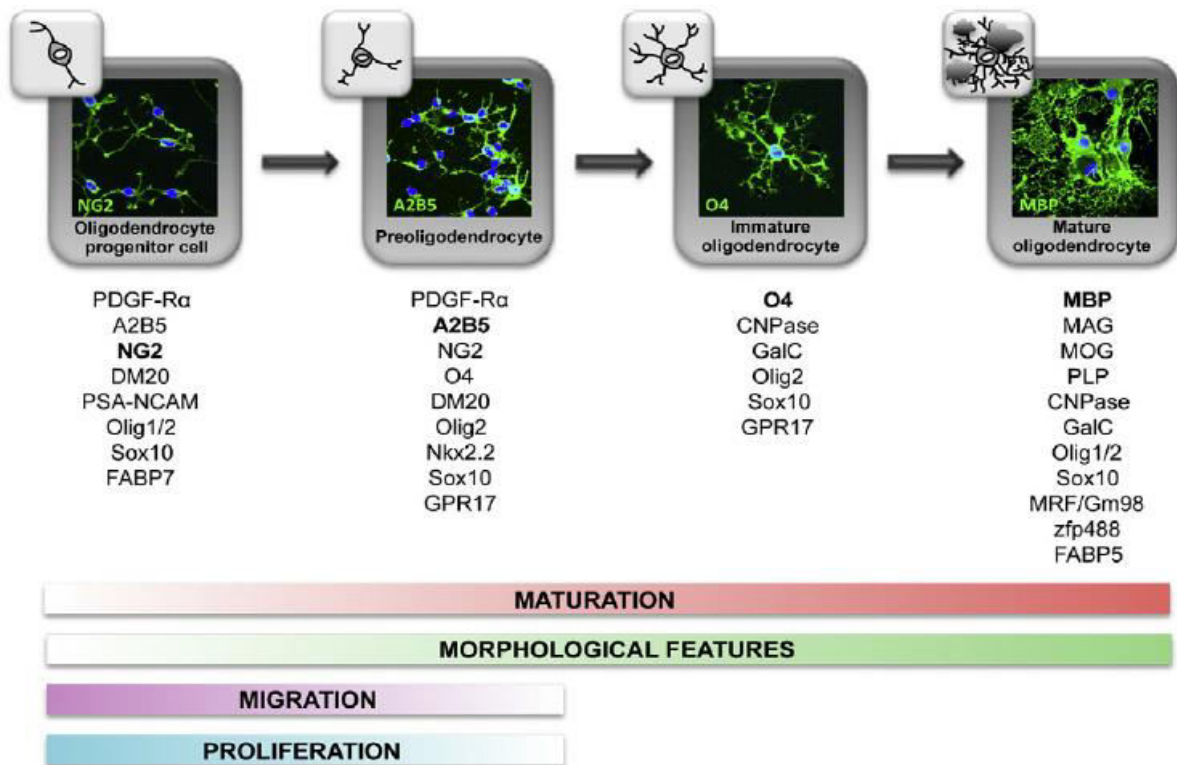 NG2
A2B5
O4
MBP
Oligodendrocyte
progenitor cell
Preoligodendrocyte
Immature
oligodendrocyte
Mature
oligodendrocyte
PDGF-Rα
A2B5
NG2
DM20
PSA-NCAM
Olig1/2
Sox10
FABP7
PDGF-Rα
A2B5
NG2
O4
DM20
Olig2
Nkx2.2
Sox10
GPR17
O4
CNPase
GalC
Olig2
Sox10
GPR17
MBP
MAG
MOG
PLP
CNPase
GalC
Olig1/2
Sox10
MRF/Gm98
zfp488
FABP5
MATURATION
MORPHOLOGICAL FEATURES
MIGRATION
PROLIFERATION